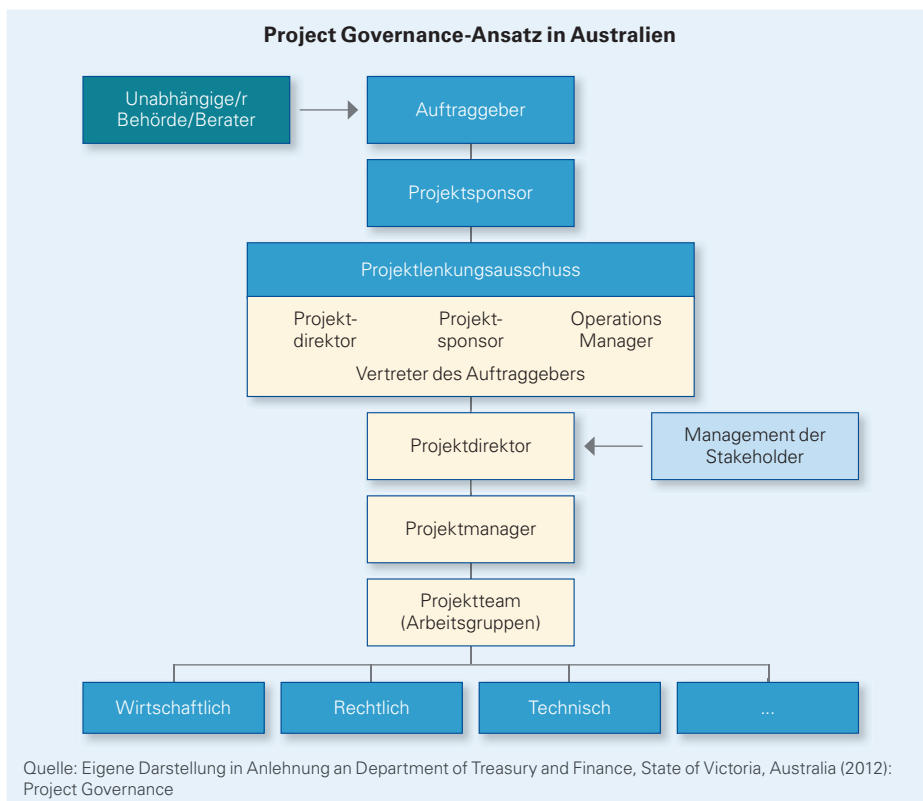 Project Governance-Ansatz in Australien
Unabhängige/r
Behörde/Berater
Auftraggeber
Projektsponsor
Projektlenkungsausschuss
Projekt-
direktor
Projekt-
sponsor
Operations
Manager
Vertreter des Auftraggebers
Projektdirektor
Management der
Stakeholder
Projektmanager
Projektteam
(Arbeitsgruppen)
Wirtschaftlich
Rechtlich
Technisch
...
Quelle: Eigene Darstellung in Anlehnung an Department of Treasury and Finance, State of Victoria, Australia (2012):
Project Governance